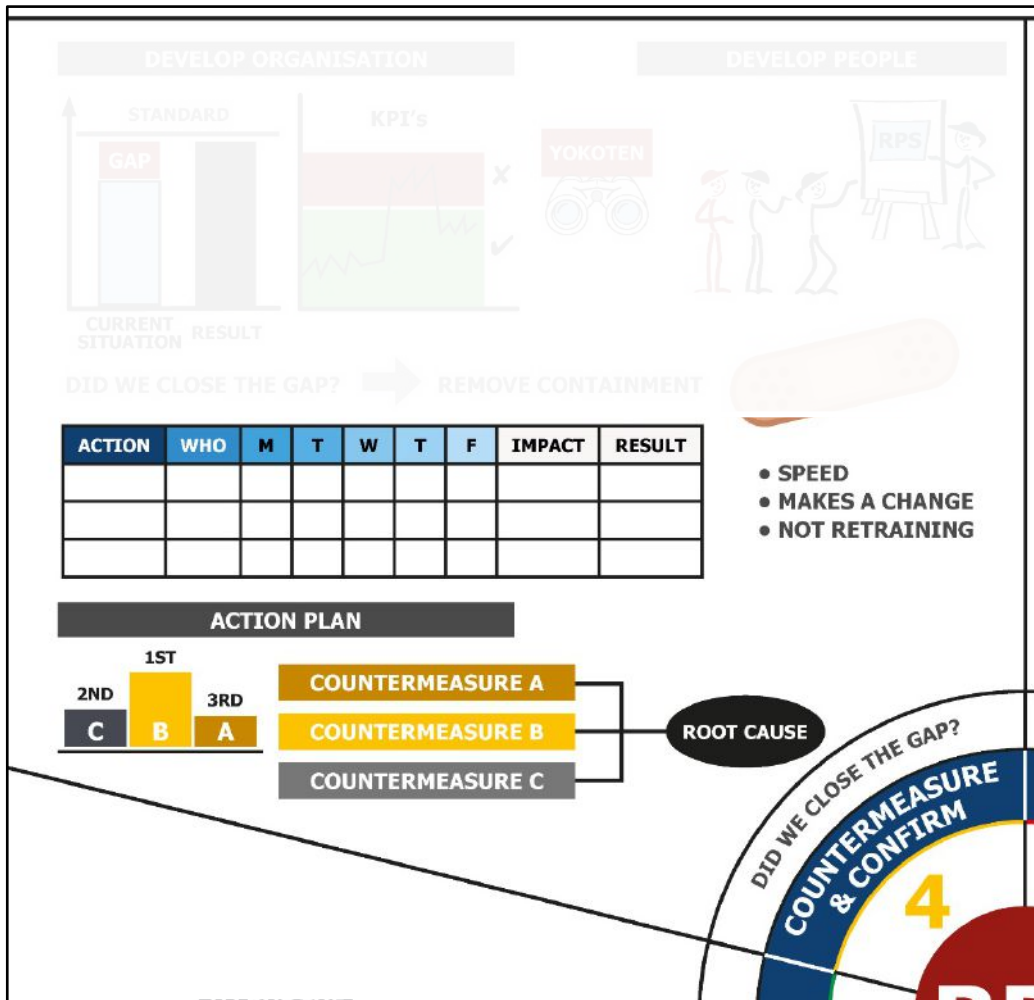 DEVELOP ORGANISATION
DEVELOP PEOPLE
STANDARD
GAP
KPI's
YOKOTEN
RPS
CURRENT
SITUATION
RESULT
DID WE CLOSE THE GAP?
REMOVE CONTAINMENT
ACTION WHO M T W T F IMPACT RESULT
• SPEED
• MAKES A CHANGE
• NOT RETRAINING
ACTION PLAN
1ST
2ND
3RD
C B A
COUNTERMEASURE A
COUNTERMEASURE B
COUNTERMEASURE C
ROOT CAUSE
DID WE CLOSE THE GAP?
COUNTERMEASURE
& CONFIRM
4